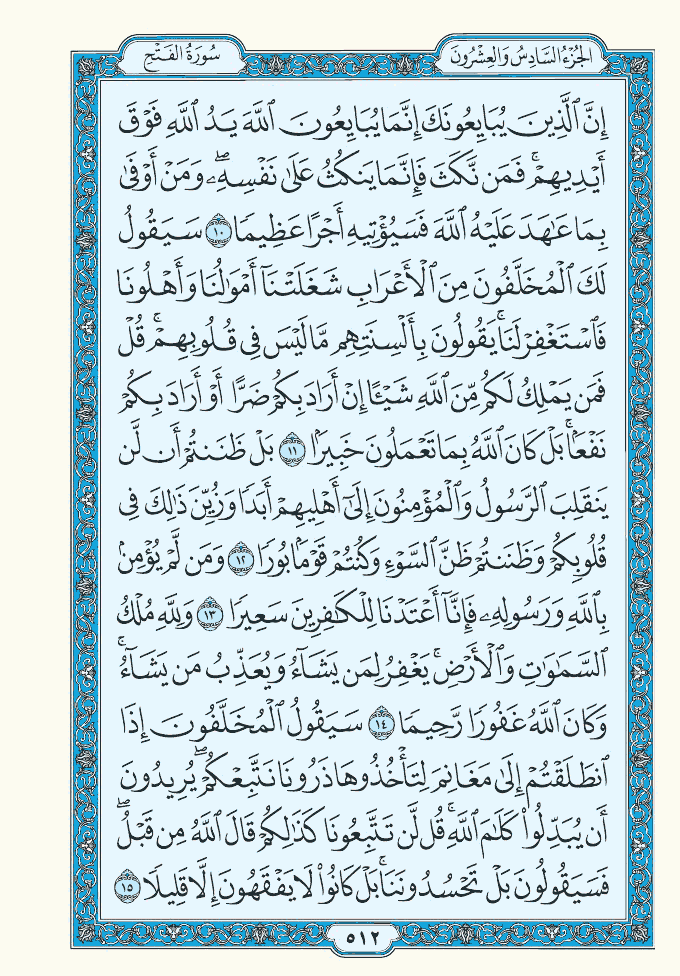 الجُزْءُ السَّادِسُ وَالعِشْرُونَ
سُورَةُ الفَتْحِ
إِنَّ ٱلَّذِينَ يُبَايِعُونَكَ إِنَّمَا يُبَايِعُونَ ٱللَّهَ يَدُ ٱللَّهِ فَوْقَ
أَيْدِيهِمْۚ فَمَن نَّكَثَ فَإِنَّمَا يَنكُثُ عَلَىٰ نَفْسِهِۦۖ وَمَنْ أَوْفَىٰ
بِمَا عَٰهَدَ عَلَيْهُ ٱللَّهَ فَسَيُؤْتِيهِ أَجْرًا عَظِيمًا ١٠ سَيَقُولُ
لَكَ ٱلْمُخَلَّفُونَ مِنَ ٱلْأَعْرَابِ شَغَلَتْنَآ أَمْوَٰلُنَا وَأَهْلُونَا
فَٱسْتَغْفِرْ لَنَاۚ يَقُولُونَ بِأَلْسِنَتِهِم مَّا لَيْسَ فِى قُلُوبِهِمْۚ قُلْ
فَمَن يَمْلِكُ لَكُم مِّنَ ٱللَّهِ شَيْـًٔا إِنْ أَرَادَ بِكُمْ ضَرًّا أَوْ أَرَادَ بِكُمْ
نَفْعَۢاۚ بَلْ كَانَ ٱللَّهُ بِمَا تَعْمَلُونَ خَبِيرَۢا ١١ بَلْ ظَنَنتُمْ أَن لَّن
يَنقَلِبَ ٱلرَّسُولُ وَٱلْمُؤْمِنُونَ إِلَىٰٓ أَهْلِيهِمْ أَبَدًا وَزُيِّنَ ذَٰلِكَ فِى
قُلُوبِكُمْ وَظَنَنتُمْ ظَنَّ ٱلسَّوْءِ وَكُنتُمْ قَوْمَۢا بُورًا ١٢ وَمَن لَّمْ يُؤْمِنۢ
بِٱللَّهِ وَرَسُولِهِۦ فَإِنَّآ أَعْتَدْنَا لِلْكَٰفِرِينَ سَعِيرًا ١٣ وَلِلَّهِ مُلْكُ
ٱلسَّمَٰوَٰتِ وَٱلْأَرْضِۚ يَغْفِرُ لِمَن يَشَآءُ وَيُعَذِّبُ مَن يَشَآءُۚ
وَكَانَ ٱللَّهُ غَفُورًا رَّحِيمًا ١٤ سَيَقُولُ ٱلْمُخَلَّفُونَ إِذَا
ٱنطَلَقْتُمْ إِلَىٰ مَغَانِمَ لِتَأْخُذُوهَا ذَرُونَا نَتَّبِعْكُمْۖ يُرِيدُونَ
أَن يُبَدِّلُوا۟ كَلَٰمَ ٱللَّهِۚ قُل لَّن تَتَّبِعُونَا كَذَٰلِكُمْ قَالَ ٱللَّهُ مِن قَبْلُۖ
فَسَيَقُولُونَ بَلْ تَحْسُدُونَنَاۚ بَلْ كَانُوا۟ لَا يَفْقَهُونَ إِلَّا قَلِيلًا ١٥
٥١٢